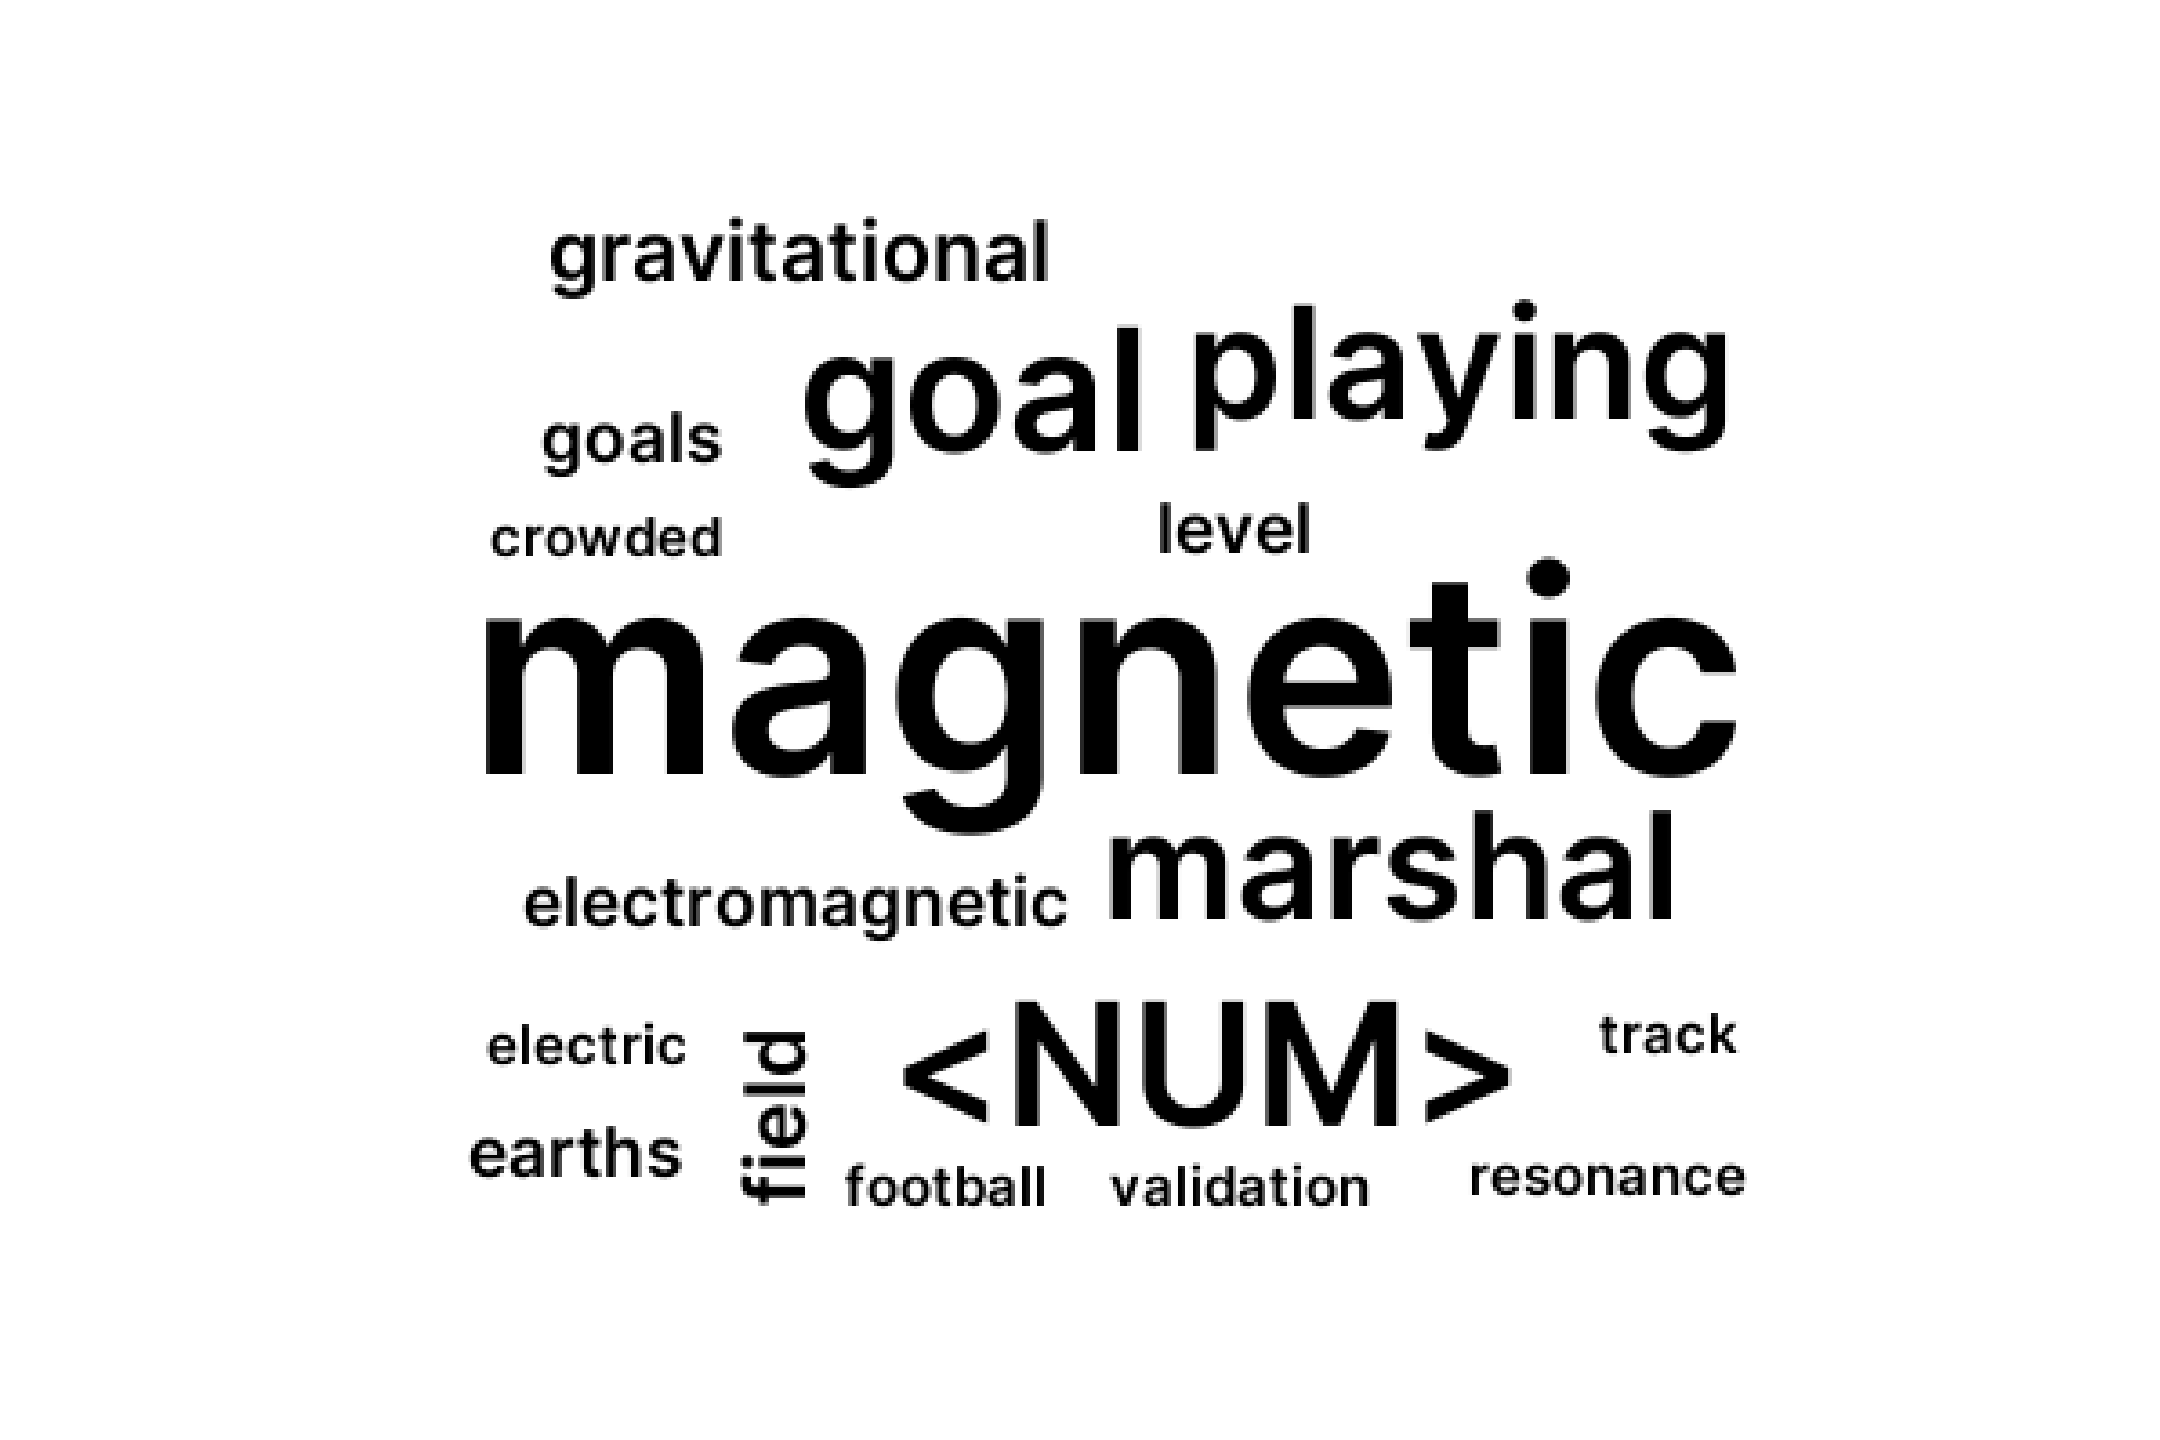 gravitational
goal playing
goals
crowded
level
magnetic
marshal
electromagnetic
<NUM>
electric
track
field
earths
football
validation
resonance